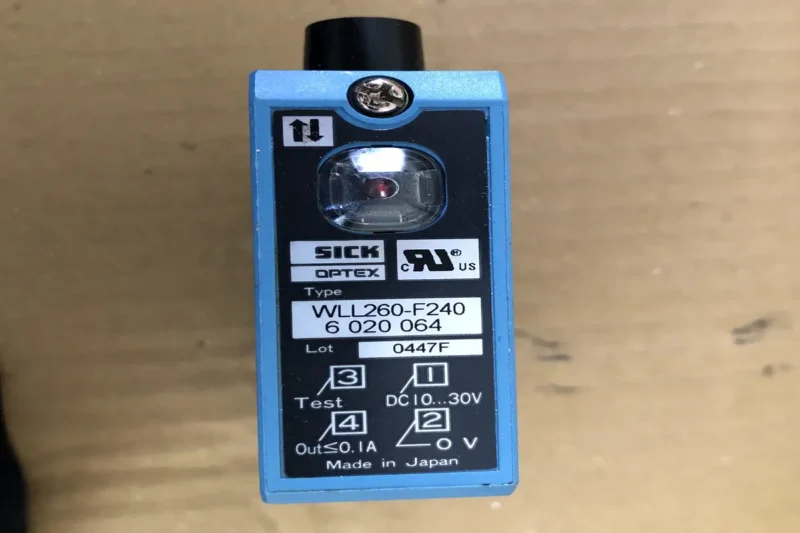 SICK
OPTEX
C RU ® US
Type
WLL260-F240
6 020 064
Lot 0447F
3 1
Test DC10...30V
4 2
Out≤0.1A 0 V
Made in Japan